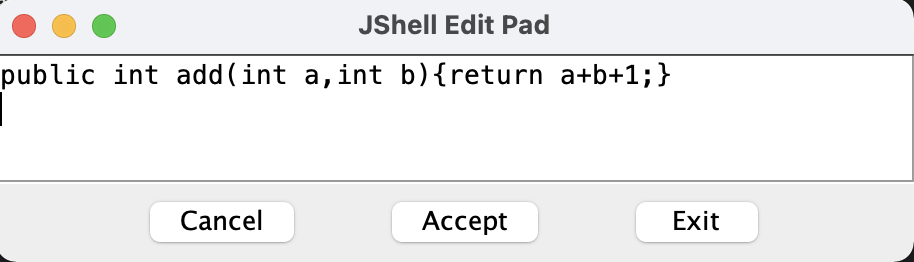 JShell Edit Pad
public int add(int a,int b){return a+b+1;}
Cancel Accept Exit